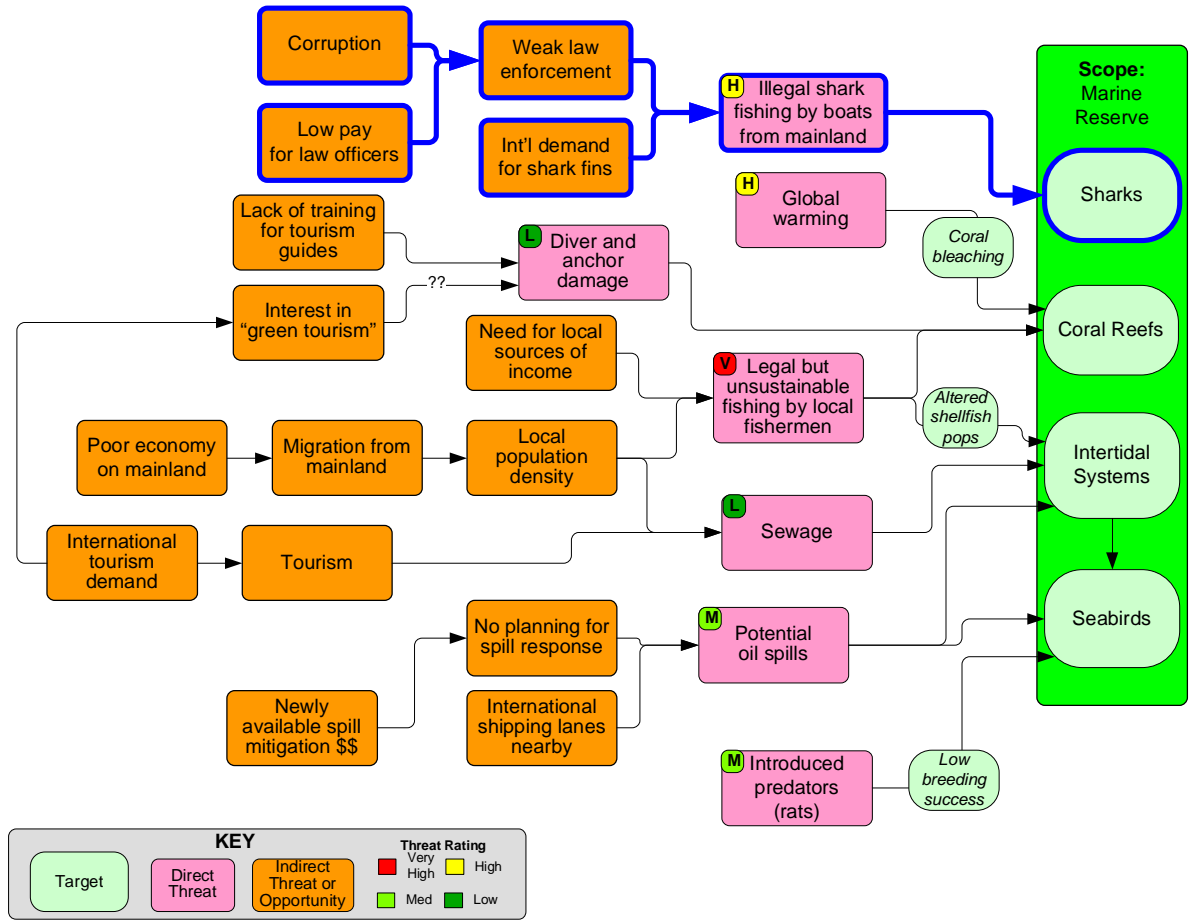 Corruption
Weak law
enforcement
Low pay
for law officers
Int’l demand
for shark fins
H
Illegal shark
fishing by boats
from mainland
Scope:
Marine
Reserve
Sharks
H
Global
warming
Coral
bleaching
Lack of training
for tourism
guides
L
Diver and
anchor
damage
Interest in
“green tourism”
??
Coral Reefs
Need for local
sources of
income
V
Legal but
unsustainable
fishing by local
fishermen
Altered
shellfish
pops
Poor economy
on mainland
Migration from
mainland
Local
population
density
Intertidal
Systems
L
Sewage
International
tourism
demand
Tourism
No planning for
spill response
M
Potential
oil spills
Seabirds
Newly
available spill
mitigation $$
International
shipping lanes
nearby
M
Introduced
predators
(rats)
Low
breeding
success
KEY
Target
Direct
Threat
Indirect
Threat or
Opportunity
Threat Rating
Very
High
High
Med
Low